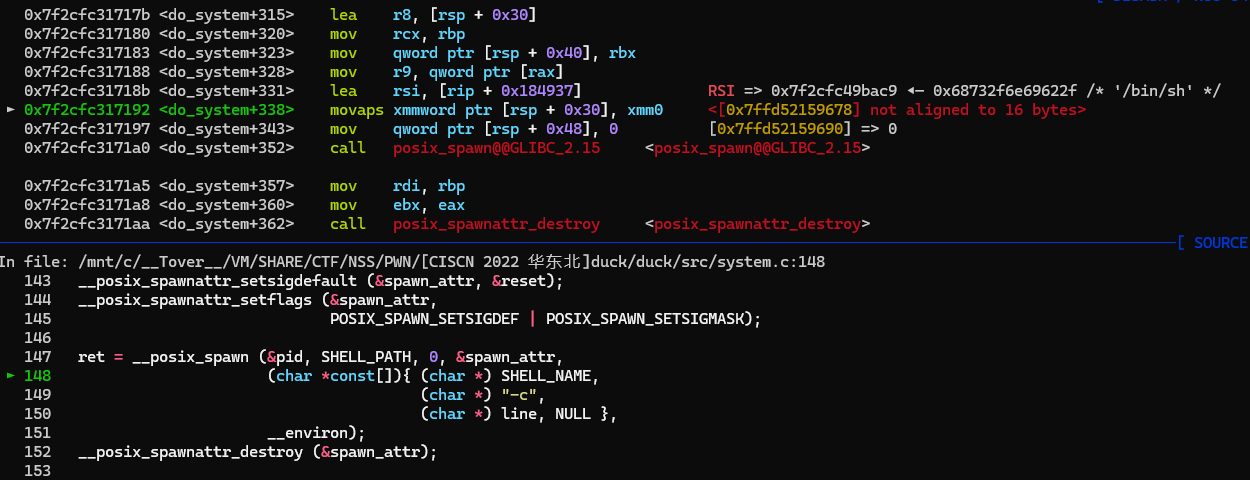 0x7f2cfc31717b <do_system+315> lea r8, [rsp + 0x30]
0x7f2cfc317180 <do_system+320> mov rcx, rbp
0x7f2cfc317183 <do_system+323> mov qword ptr [rsp + 0x40], rbx
0x7f2cfc317188 <do_system+328> mov r9, qword ptr [rax]
0x7f2cfc31718b <do_system+331> lea rsi, [rip + 0x184937] RSI => 0x7f2cfc49bac9 ◂— 0x68732f6e69622f /* '/bin/sh' */
► 0x7f2cfc317192 <do_system+338> movaps xmmword ptr [rsp + 0x30], xmm0 <[0x7ffd52159678] not aligned to 16 bytes>
0x7f2cfc317197 <do_system+343> mov qword ptr [rsp + 0x48], 0 [0x7ffd52159690] => 0
0x7f2cfc3171a0 <do_system+352> call posix_spawn@@GLIBC_2.15 <posix_spawn@@GLIBC_2.15>
0x7f2cfc3171a5 <do_system+357> mov rdi, rbp
0x7f2cfc3171a8 <do_system+360> mov ebx, eax
0x7f2cfc3171aa <do_system+362> call posix_spawnattr_destroy <posix_spawnattr_destroy>
[ SOURCE
In file: /mnt/c/__Tover__/VM/SHARE/CTF/NSS/PWN/[CISCN 2022 华东北]duck/duck/src/system.c:148
143 __posix_spawnattr_setsigdefault (&spawn_attr, &reset);
144 __posix_spawnattr_setflags (&spawn_attr,
145 POSIX_SPAWN_SETSIGDEF | POSIX_SPAWN_SETSIGMASK);
146
147 ret = __posix_spawn (&pid, SHELL_PATH, 0, &spawn_attr,
► 148 (char *const[]){ (char *) SHELL_NAME,
149 (char *) "-c",
150 (char *) line, NULL },
151 __environ);
152 __posix_spawnattr_destroy (&spawn_attr);
153